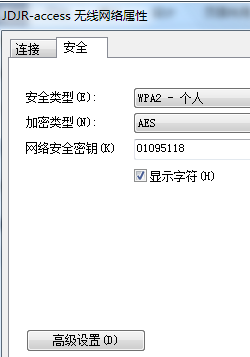 JDJR-access 无线网络属性
连接 安全
安全类型(E): WPA2 - 个人
加密类型(N): AES
网络安全密钥(K) 01095118
显示字符(H)
高级设置(D)